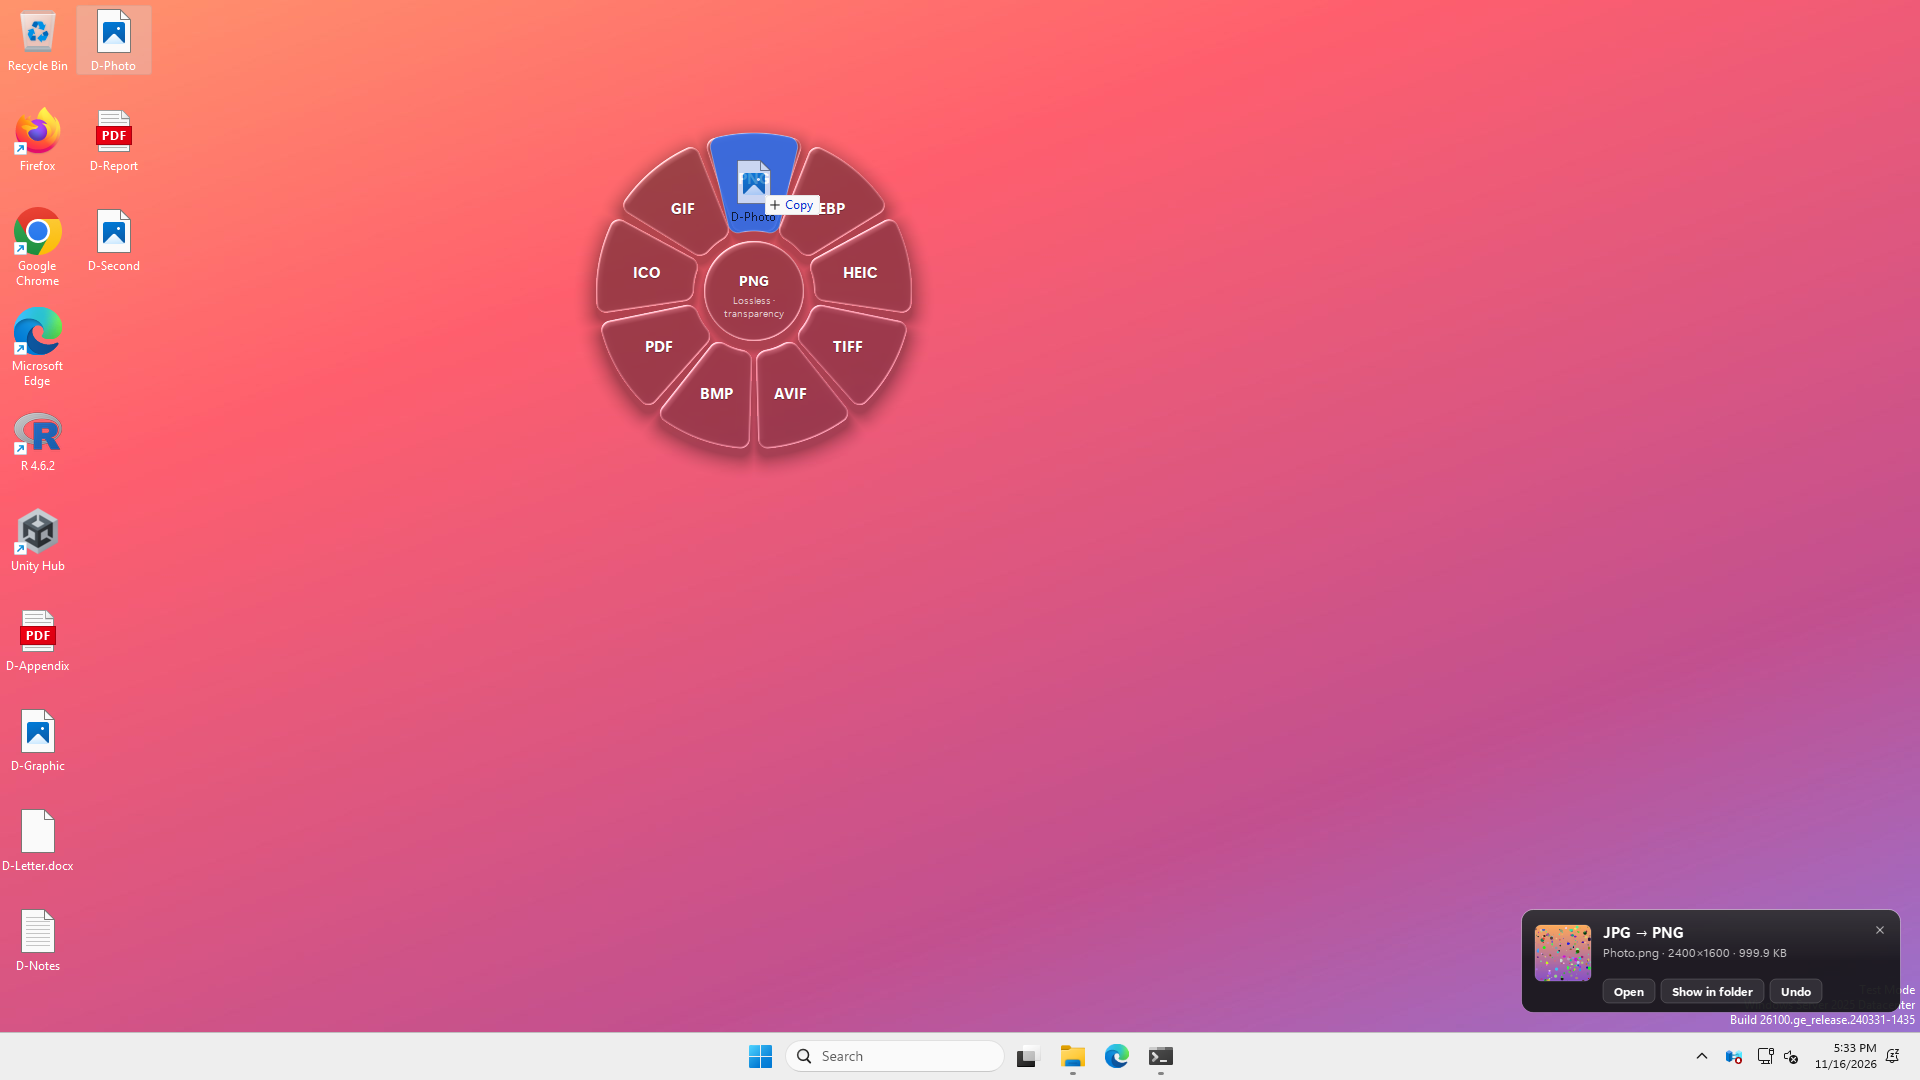 Recycle Bin
D-Photo
Firefox
PDF
D-Report
Google
Chrome
D-Second
Microsoft
Edge
R 4.6.2
Unity Hub
PDF
D-Appendix
D-Graphic
D-Letter.docx
D-Notes
PNG
D-Photo
+ Copy
GIF
EBP
ICO
HEIC
PNG
Lossless ·
transparency
PDF
TIFF
BMP
AVIF
JPG → PNG
Photo.png · 2400×1600 · 999.9 KB
Open
Show in folder
Undo
Build 26100.ge_release.240331-1435
Search
5:33 PM
11/16/2026